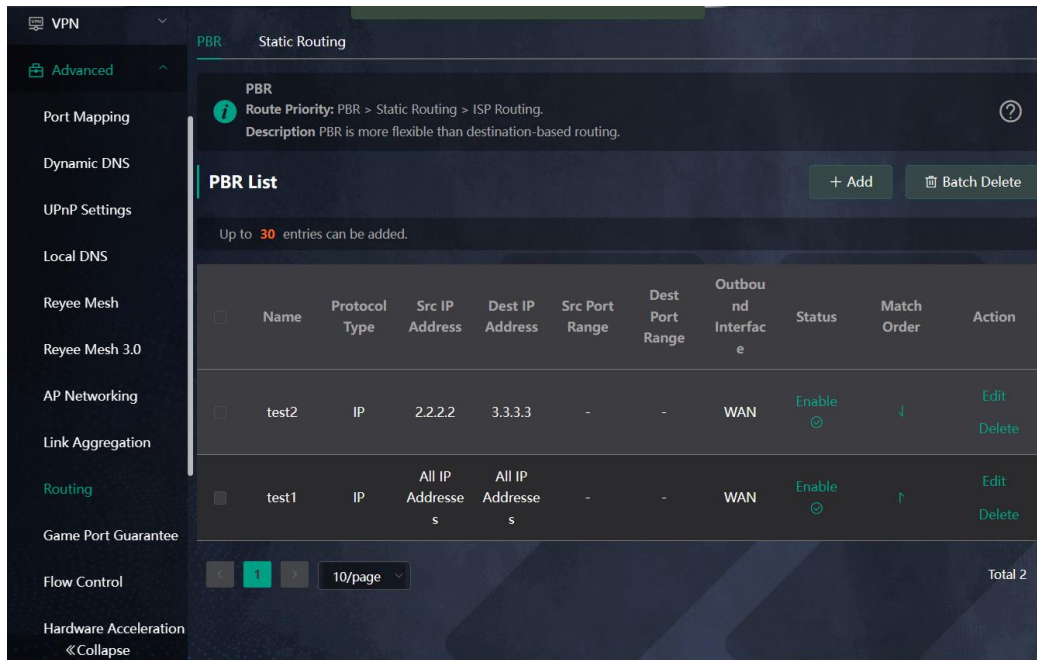 VPN
Advanced
Port Mapping
Dynamic DNS
UPnP Settings
Local DNS
Reyee Mesh
Reyee Mesh 3.0
AP Networking
Link Aggregation
Routing
Game Port Guarantee
Flow Control
Hardware Acceleration
≪Collapse
PBR Static Routing
PBR
Route Priority: PBR > Static Routing > ISP Routing.
Description PBR is more flexible than destination-based routing.
PBR List
+ Add Batch Delete
Up to 30 entries can be added.
Name
Protocol
Type
Src IP
Address
Dest IP
Address
Src Port
Range
Dest
Port
Range
Outbou
nd
Interfac
e
Status
Match
Order
Action
test2 IP 2.2.2.2 3.3.3.3 - - WAN
Enable
Edit
Delete
test1 IP
All IP
Addresse
s
All IP
Addresse
s
- - WAN
Enable
Edit
Delete
< 1 > 10/page Total 2